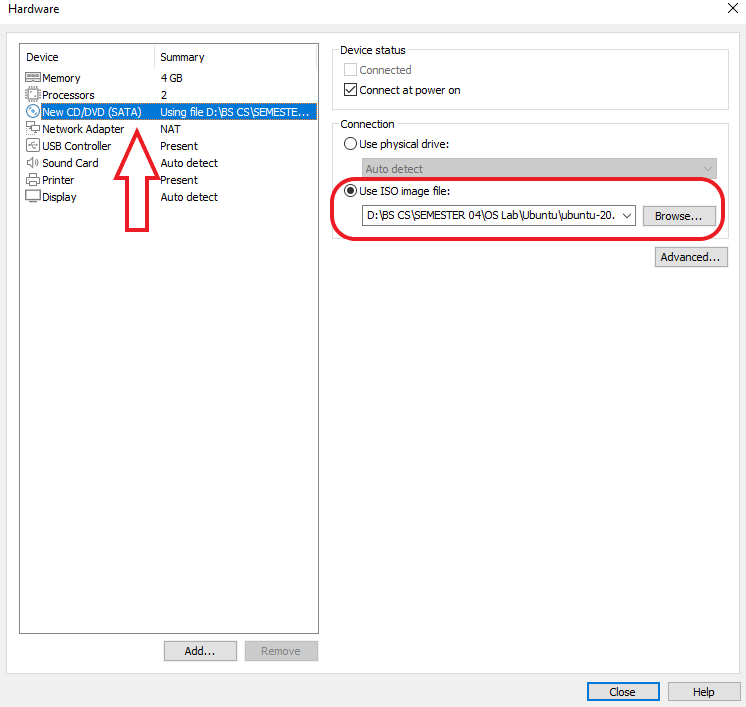 Hardware
Device Summary
Memory 4 GB
Processors 2
New CD/DVD (SATA) Using file D:\BS CS\SEMESTE...
Network Adapter NAT
USB Controller Present
Sound Card Auto detect
Printer Present
Display Auto detect
Add... Remove
Device status
Connected
Connect at power on
Connection
Use physical drive:
Auto detect
Use ISO image file:
D:\BS CS\SEMESTER 04\OS Lab\Ubuntu\ubuntu-20. Browse...
Advanced...
Close Help